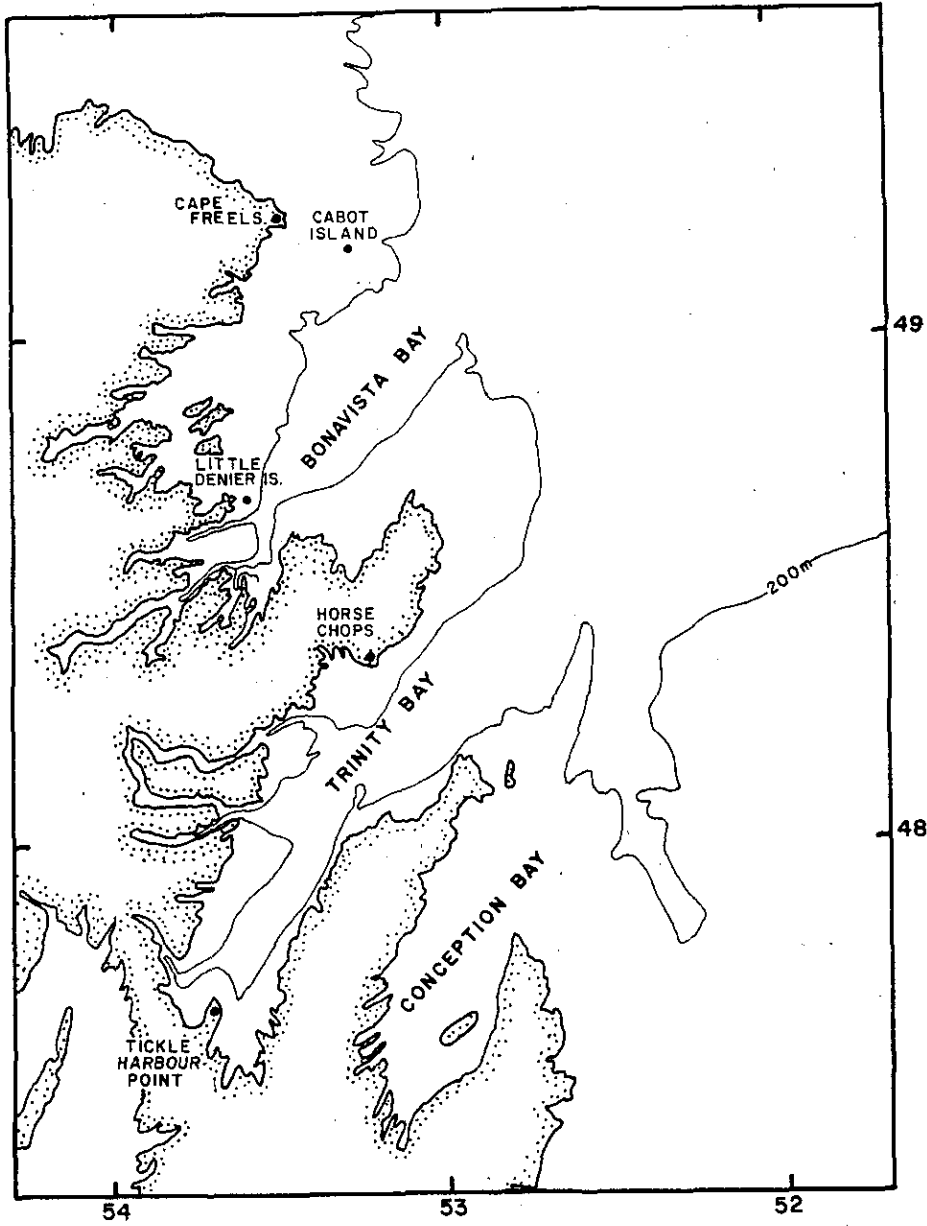 CAPE
FREELS
CABOT
ISLAND
49
BONAVISTA BAY
LITTLE
DENIER IS.
200m
HORSE
CHOPS
TRINITY BAY
48
CONCEPTION BAY
TICKLE
HARBOUR
POINT
54
53
52